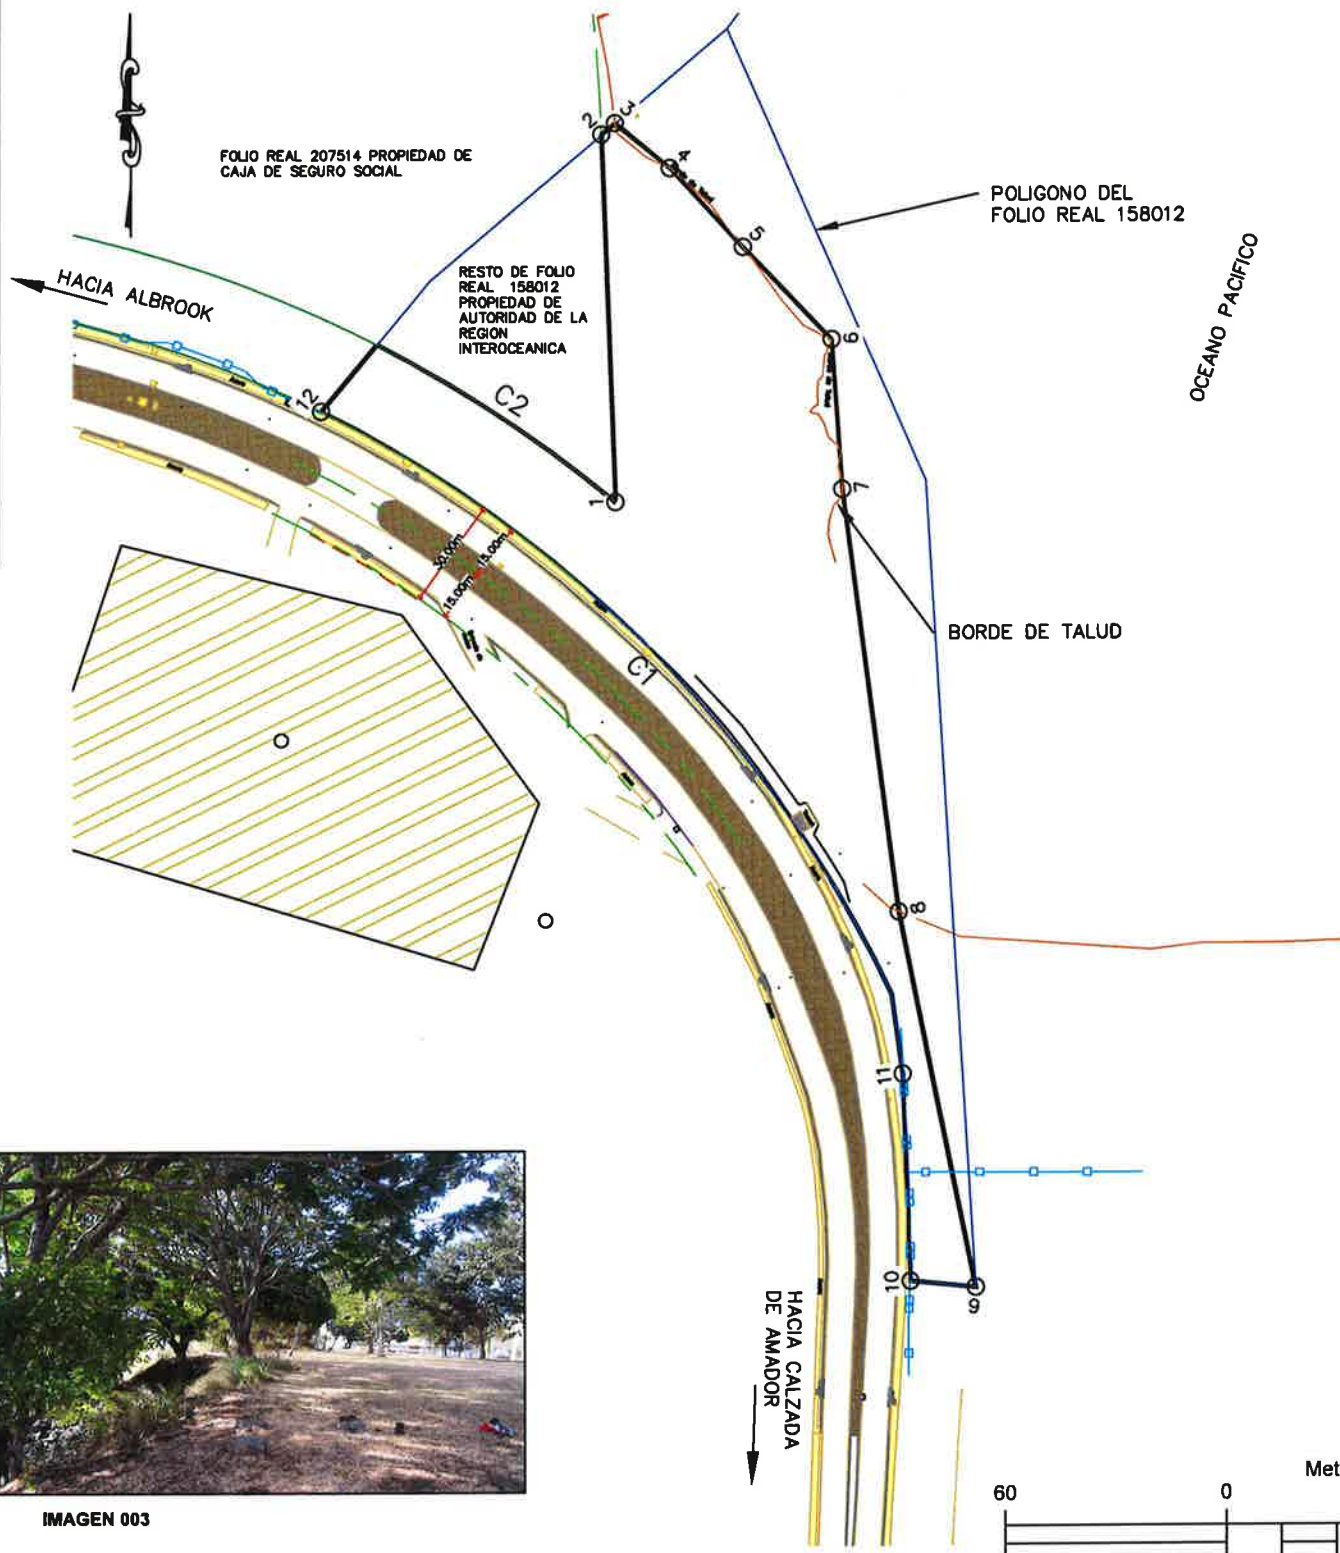 FOLIO REAL 207514 PROPIEDAD DE
CAJA DE SEGURO SOCIAL
HACIA ALBROOK
RESTO DE FOLIO
REAL 158012
PROPIEDAD DE
AUTORIDAD DE LA
REGION
INTEROCEANICA
POLIGONO DEL
FOLIO REAL 158012
OCEANO PACIFICO
2
3
4
5
6
7
12
C2
1
30.00m
15.00m
15.00m
C1
BORDE DE TALUD
8
11
10
9
HACIA CALZADA
DE AMADOR
IMAGEN 003
Met
60
0